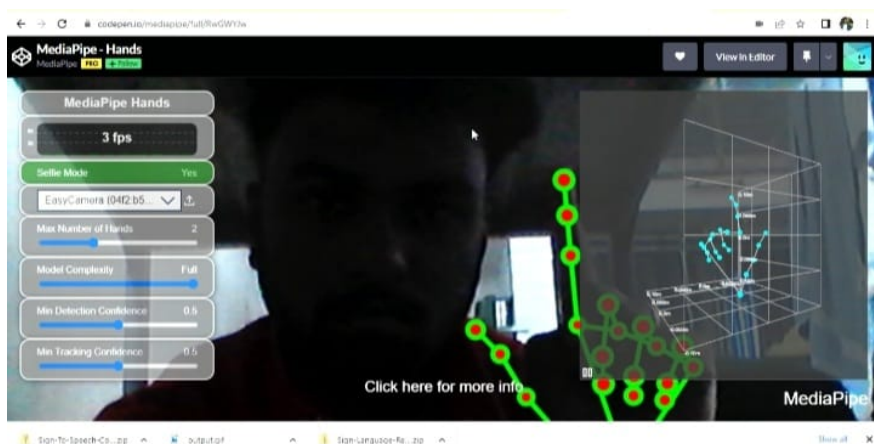 codepen.io/mediapipe/full/RwGWYJw
MediaPipe - Hands
View in Editor
MediaPipe PRO + Follow
MediaPipe Hands
3 fps
Selfie Mode Yes
EasyCamera (04f2:b5...
Max Number of Hands 2
Model Complexity Full
Min Detection Confidence 0.5
Min Tracking Confidence 0.5
Click here for more info
MediaPipe
Sign-To-Speech-Co....zip
output.gif
Sign-Language-Re....zip
Show all